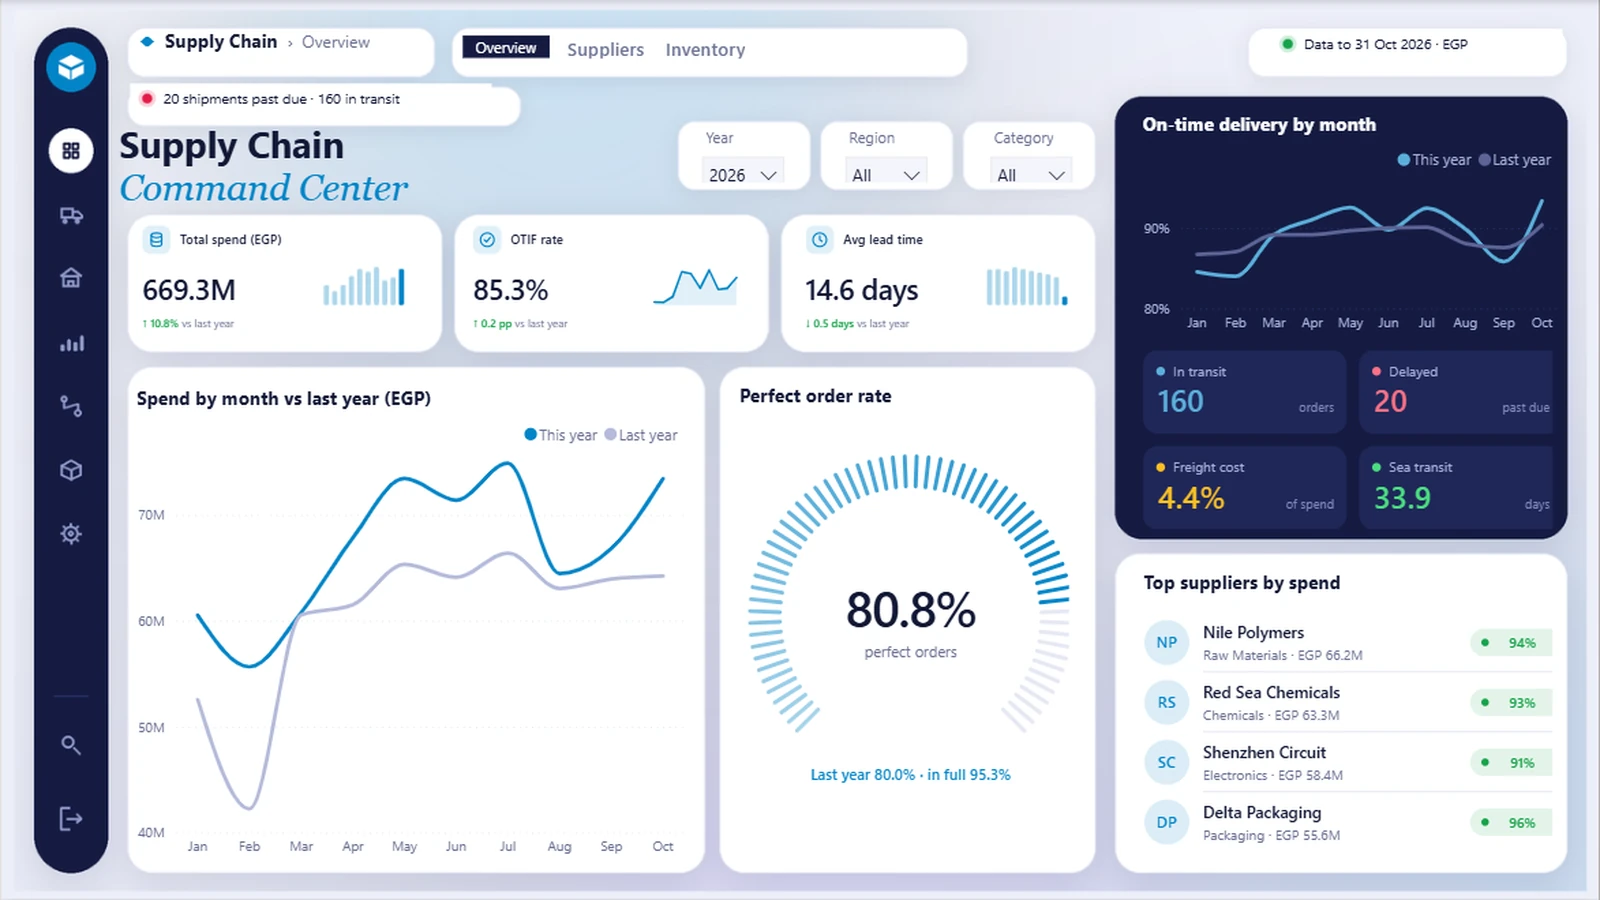 Supply Chain › Overview
Overview Suppliers Inventory
Data to 31 Oct 2026 · EGP
20 shipments past due · 160 in transit
Supply Chain
Command Center
Year
2026
Region
All
Category
All
Total spend (EGP)
669.3M
↑ 10.8% vs last year
OTIF rate
85.3%
↑ 0.2 pp vs last year
Avg lead time
14.6 days
↓ 0.5 days vs last year
Spend by month vs last year (EGP)
This year Last year
70M
60M
50M
40M
Jan Feb Mar Apr May Jun Jul Aug Sep Oct
Perfect order rate
80.8%
perfect orders
Last year 80.0% · in full 95.3%
On-time delivery by month
This year Last year
90%
80%
Jan Feb Mar Apr May Jun Jul Aug Sep Oct
In transit
160 orders
Delayed
20 past due
Freight cost
4.4% of spend
Sea transit
33.9 days
Top suppliers by spend
NP
Nile Polymers
Raw Materials · EGP 66.2M
94%
RS
Red Sea Chemicals
Chemicals · EGP 63.3M
93%
SC
Shenzhen Circuit
Electronics · EGP 58.4M
91%
DP
Delta Packaging
Packaging · EGP 55.6M
96%